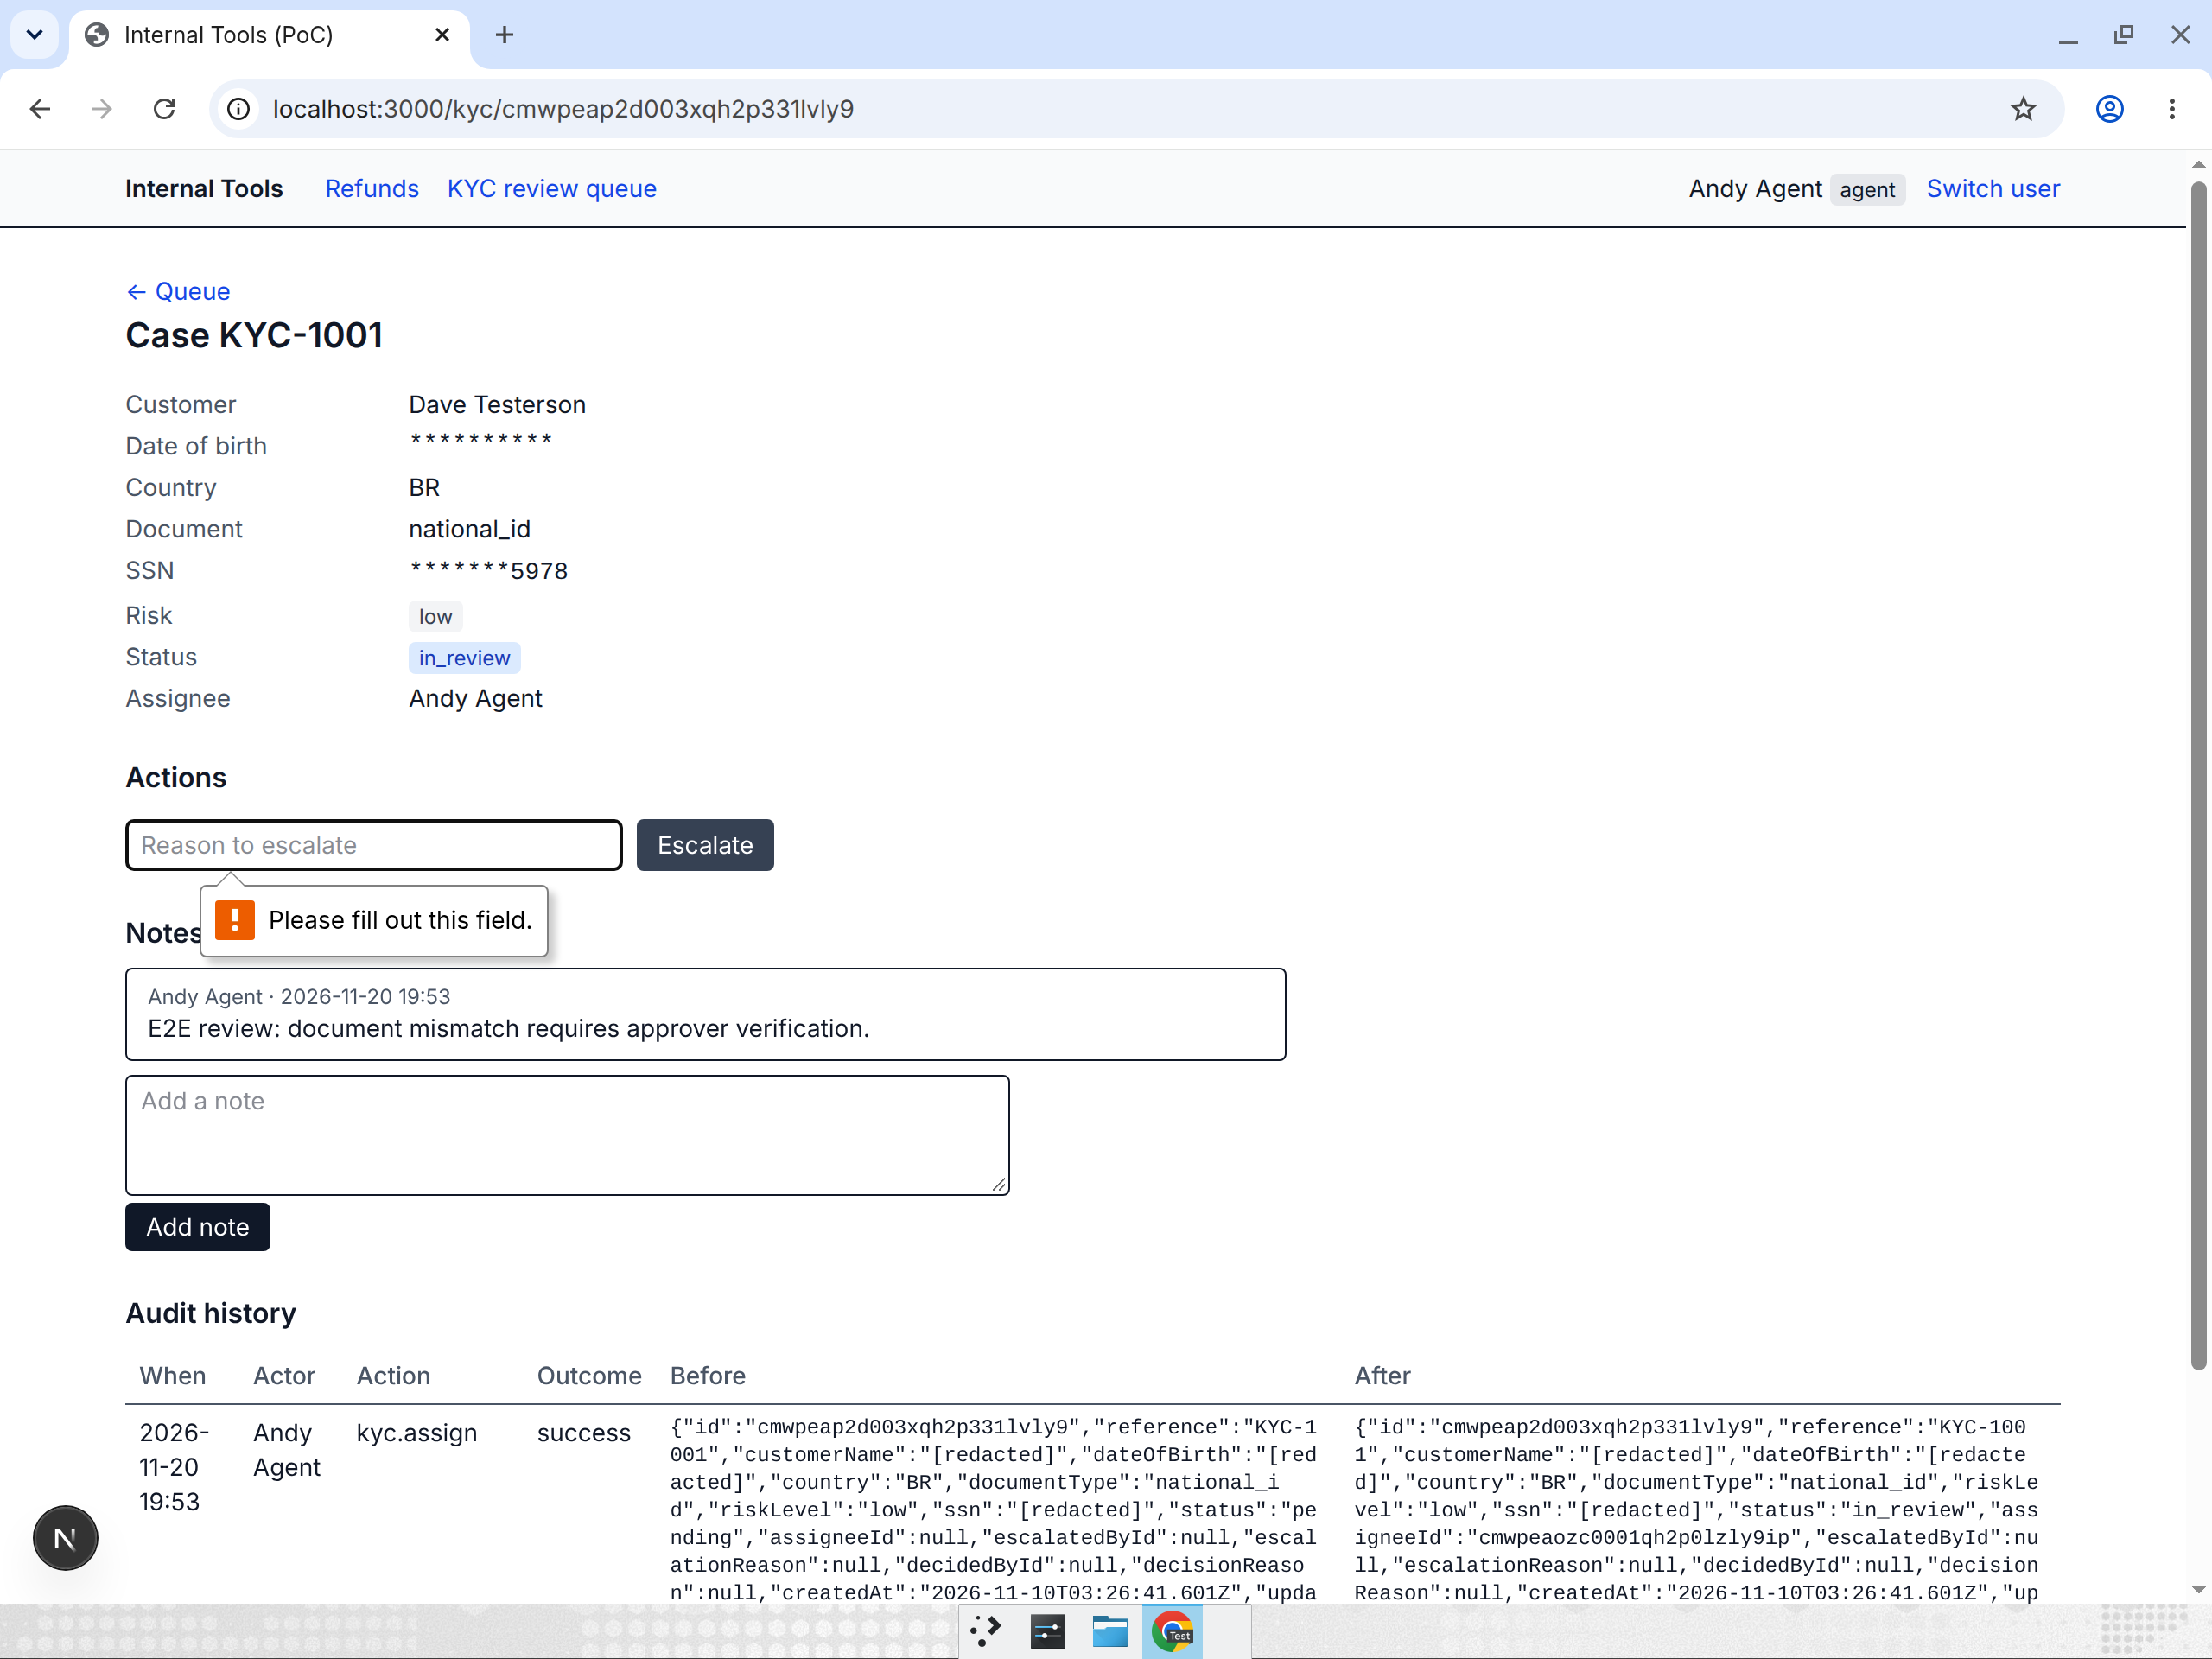 Internal Tools (PoC)
localhost:3000/kyc/cmwpeap2d003xqh2p331lvly9
Internal Tools Refunds KYC review queue Andy Agent agent Switch user
← Queue
Case KYC-1001
Customer Dave Testerson
Date of birth **********
Country BR
Document national_id
SSN *******5978
Risk low
Status in_review
Assignee Andy Agent
Actions
Reason to escalate Escalate
Please fill out this field.
Notes
Andy Agent · 2026-11-20 19:53
E2E review: document mismatch requires approver verification.
Add a note
Add note
Audit history
When Actor Action Outcome Before After
2026-11-20 19:53 Andy Agent kyc.assign success
{"id":"cmwpeap2d003xqh2p331lvly9","reference":"KYC-1
001","customerName":"[redacted]","dateOfBirth":"[red
acted]","country":"BR","documentType":"national_i
d","riskLevel":"low","ssn":"[redacted]","status":"pe
nding","assigneeId":null,"escalatedById":null,"escal
ationReason":null,"decidedById":null,"decisionReaso
n":null,"createdAt":"2026-11-10T03:26:41.601Z","upda
{"id":"cmwpeap2d003xqh2p331lvly9","reference":"KYC-100
1","customerName":"[redacted]","dateOfBirth":"[redacte
d]","country":"BR","documentType":"national_id","riskLe
vel":"low","ssn":"[redacted]","status":"in_review","ass
igneeId":"cmwpeaozc0001qh2p0lzly9ip","escalatedById":nu
ll,"escalationReason":null,"decidedById":null,"decision
Reason":null,"createdAt":"2026-11-10T03:26:41.601Z","up
N
Test